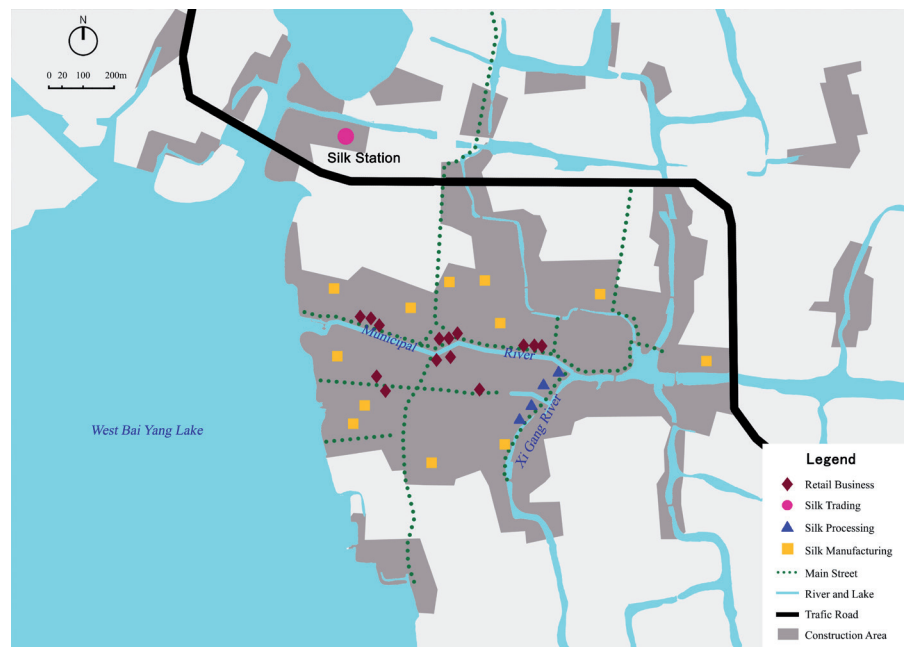 N
0 20 100 200m
Silk Station
Municipal
River
Xi Gang River
West Bai Yang Lake
Legend
Retail Business
Silk Trading
Silk Processing
Silk Manufacturing
Main Street
River and Lake
Trafic Road
Construction Area